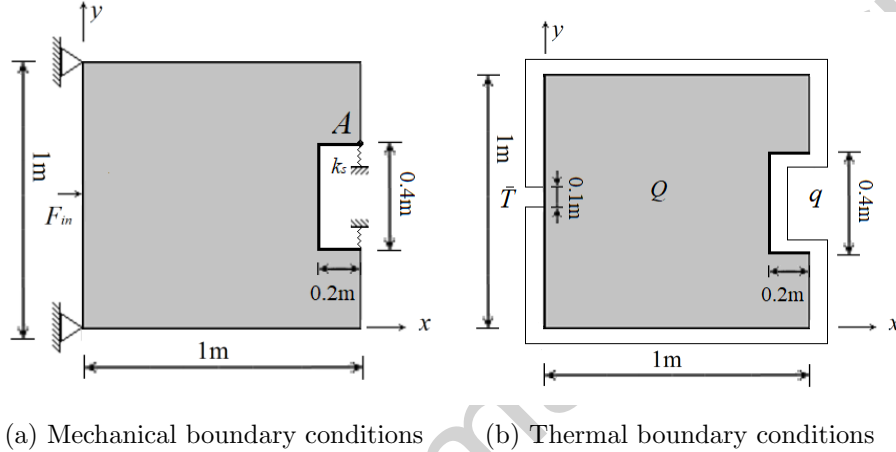 y
A
1m
k_s
F_in
0.4m
0.2m
x
1m
y
1m
T̄
0.1m
Q
q
0.4m
0.2m
x
1m
(a) Mechanical boundary conditions
(b) Thermal boundary conditions